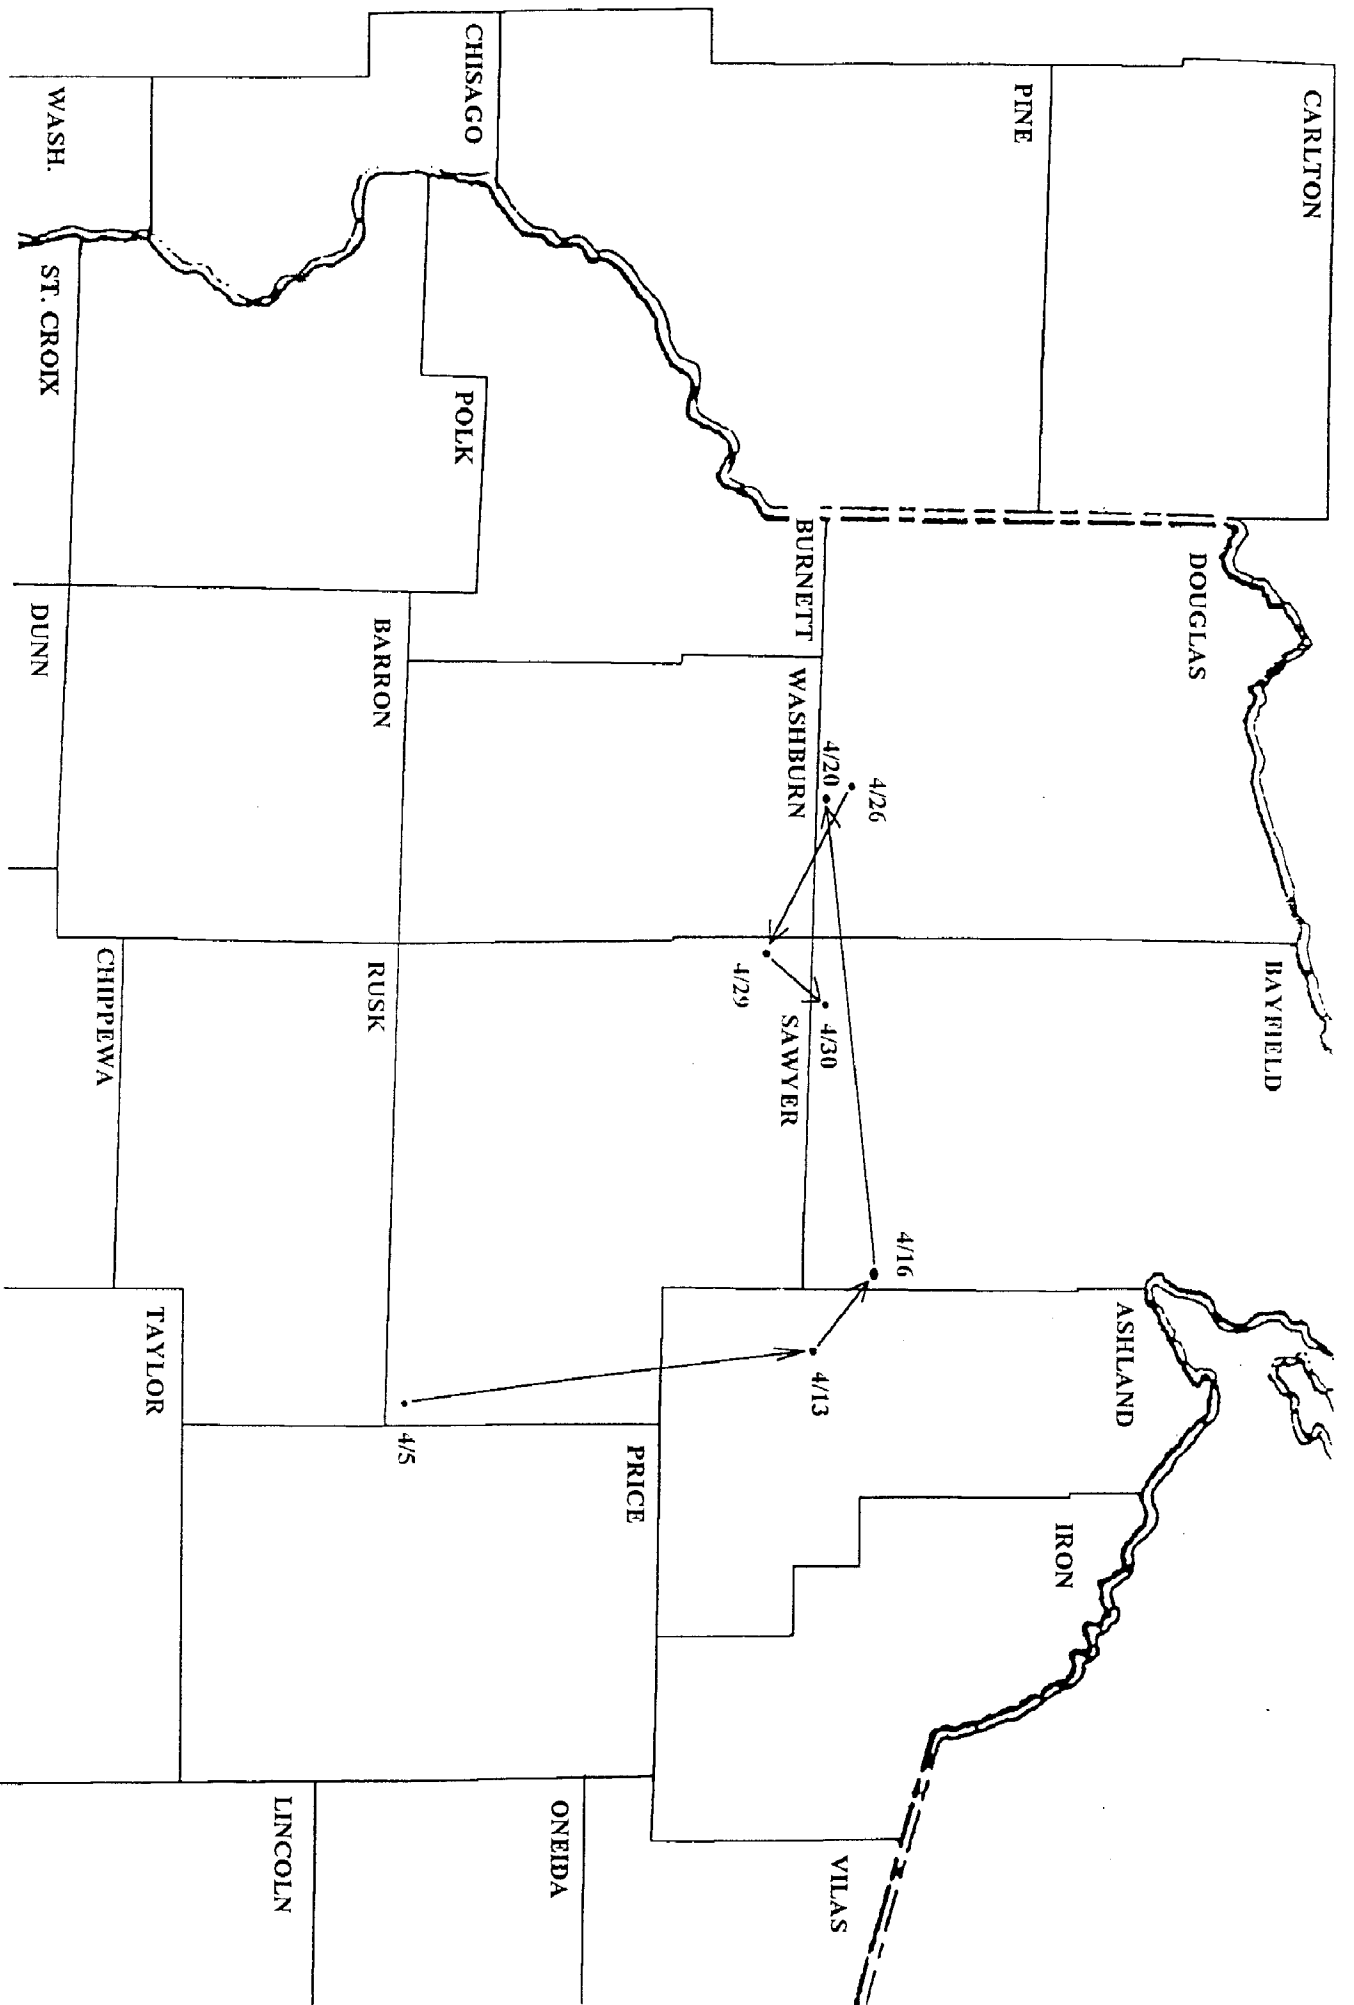 CARLTON
DOUGLAS
BAYFIELD
ASHLAND
IRON
PINE
4/26
4/20
4/30
4/16
4/13
VILAS
BURNETT
WASHBURN
SAWYER
4/29
PRICE
ONEIDA
CHISAGO
POLK
BARRON
RUSK
4/5
LINCOLN
WASH.
ST. CROIX
DUNN
CHIPPEWA
TAYLOR